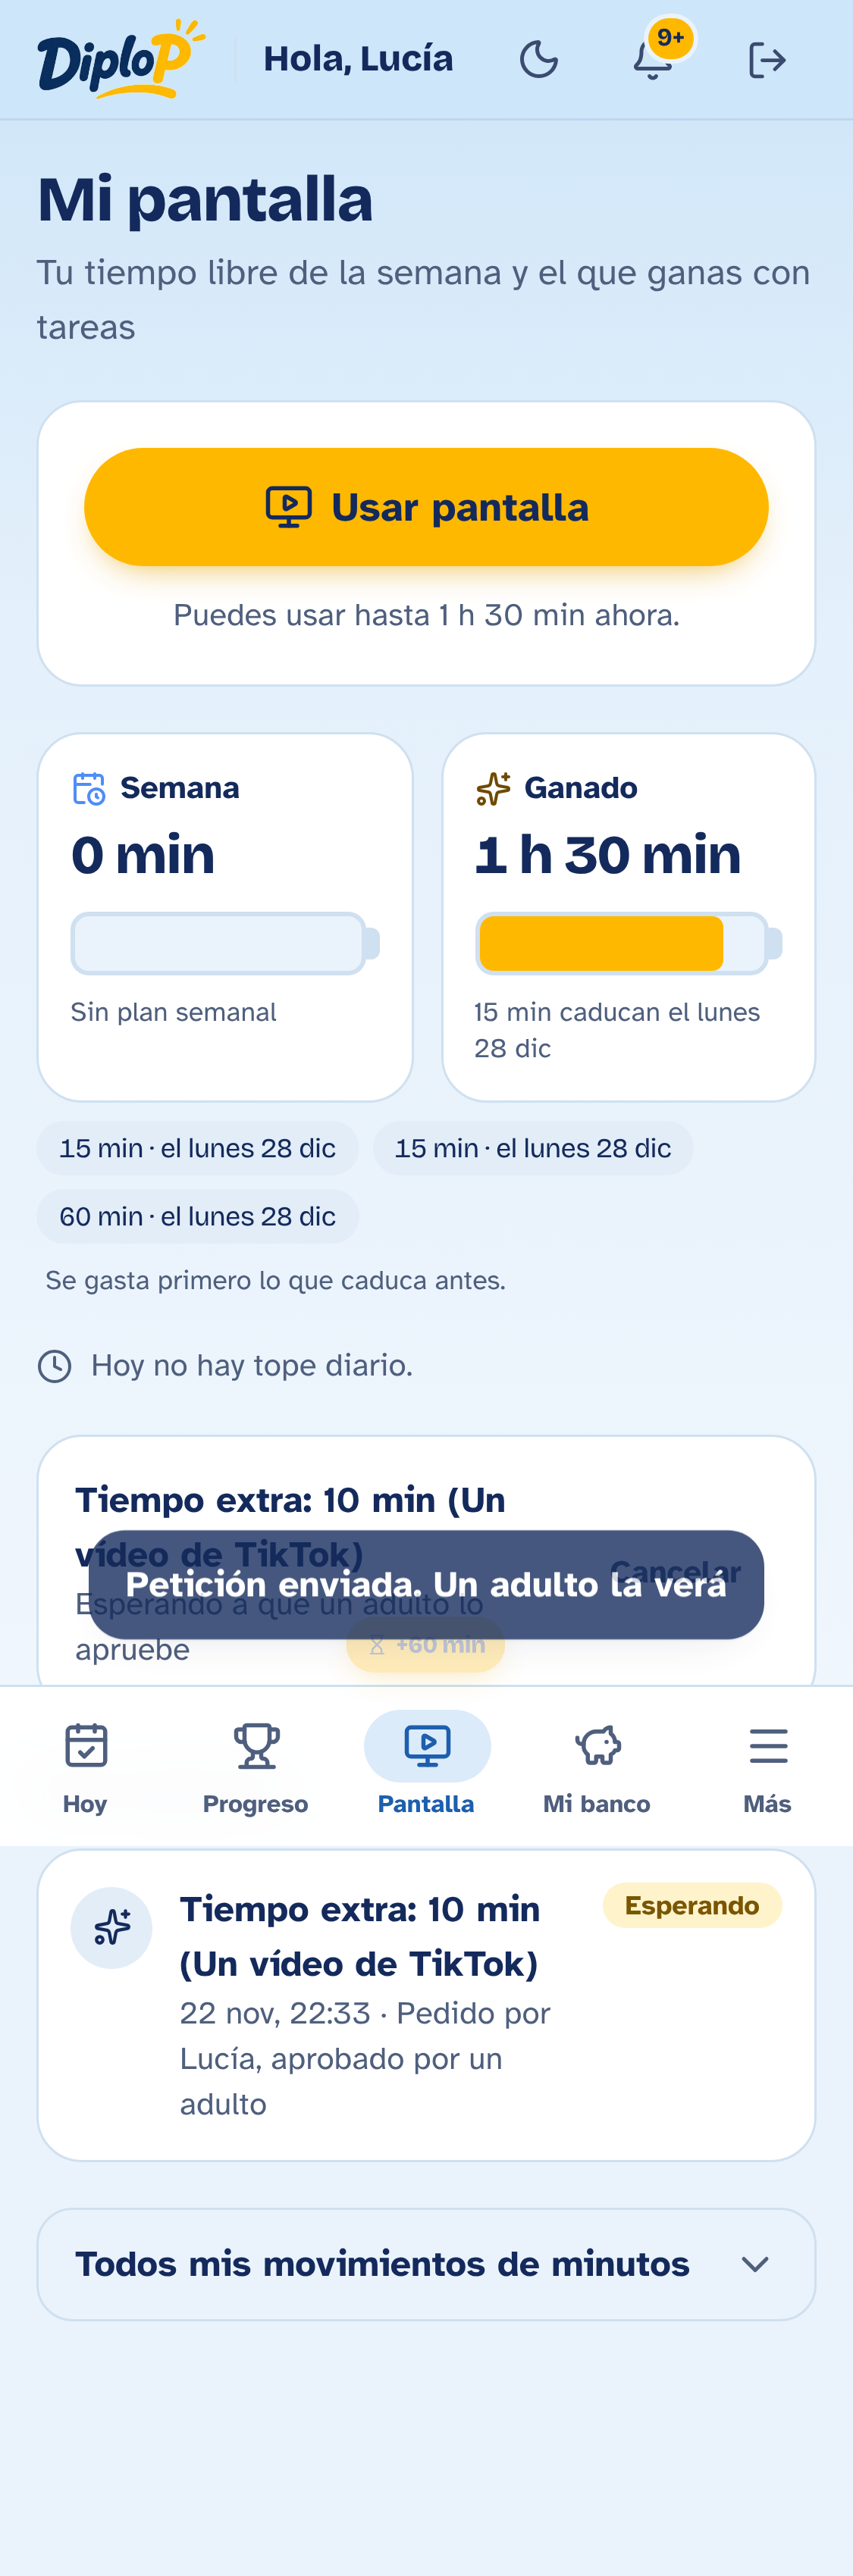 DiploP
Hola, Lucía
9+
Mi pantalla
Tu tiempo libre de la semana y el que ganas con
tareas
Usar pantalla
Puedes usar hasta 1 h 30 min ahora.
Semana
0 min
Sin plan semanal
Ganado
1 h 30 min
15 min caducan el lunes
28 dic
15 min · el lunes 28 dic
15 min · el lunes 28 dic
60 min · el lunes 28 dic
Se gasta primero lo que caduca antes.
Hoy no hay tope diario.
Tiempo extra: 10 min (Un
vídeo de TikTok)
Cancelar
Petición enviada. Un adulto la verá
Esperando a que un adulto lo
apruebe
+60 min
Hoy
Progreso
Pantalla
Mi banco
Más
Tiempo extra: 10 min
(Un vídeo de TikTok)
Esperando
22 nov, 22:33 · Pedido por
Lucía, aprobado por un
adulto
Todos mis movimientos de minutos